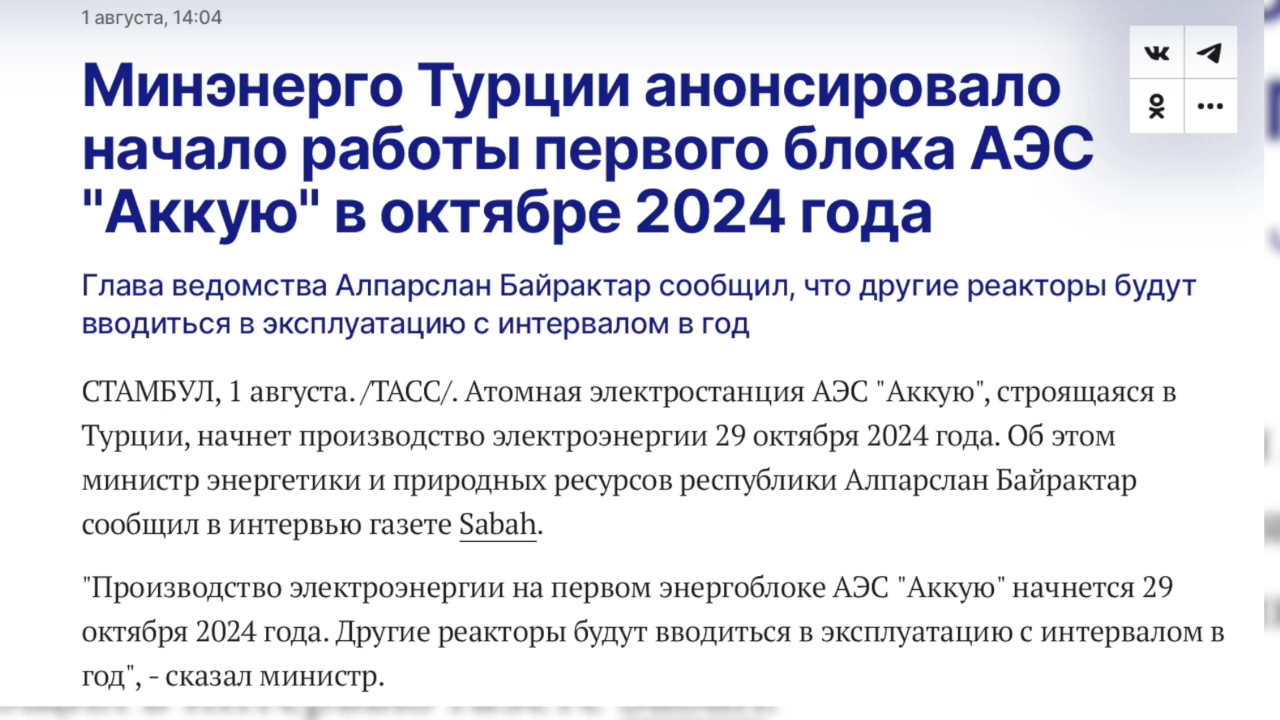 1 августа, 14:04
Минэнерго Турции анонсировало
начало работы первого блока АЭС
"Аккую" в октябре 2024 года
Глава ведомства Алпарслан Байрактар сообщил, что другие реакторы будут
вводиться в эксплуатацию с интервалом в год
СТАМБУЛ, 1 августа. /ТАСС/. Атомная электростанция АЭС "Аккую", строящаяся в
Турции, начнет производство электроэнергии 29 октября 2024 года. Об этом
министр энергетики и природных ресурсов республики Алпарслан Байрактар
сообщил в интервью газете Sabah.
"Производство электроэнергии на первом энергоблоке АЭС "Аккую" начнется 29
октября 2024 года. Другие реакторы будут вводиться в эксплуатацию с интервалом в
год", - сказал министр.